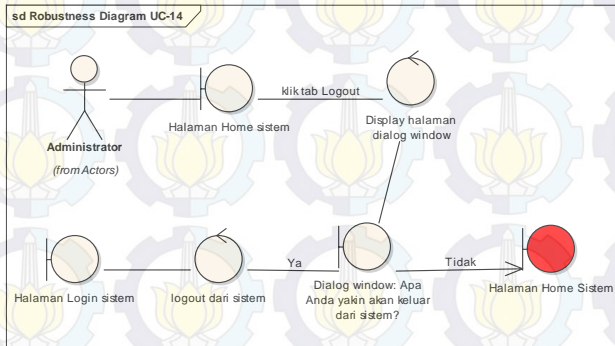 sd Robustness Diagram UC-14
Administrator
(from Actors)
Halaman Home sistem
klik tab Logout
Display halaman
dialog window
Halaman Login sistem
logout dari sistem
Ya
Dialog window: Apa
Anda yakin akan keluar
dari sistem?
Tidak
Halaman Home Sistem